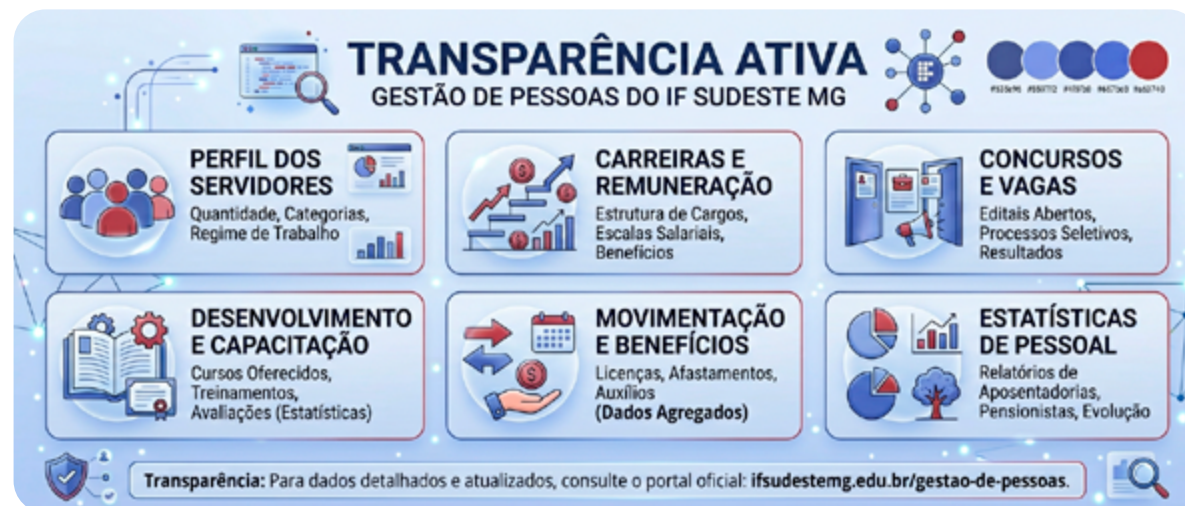 TRANSPARÊNCIA ATIVA
GESTÃO DE PESSOAS DO IF SUDESTE MG
PERFIL DOS
SERVIDORES
Quantidade, Categorias,
Regime de Trabalho
CARREIRAS E
REMUNERAÇÃO
Estrutura de Cargos,
Escalas Salariais,
Benefícios
CONCURSOS
E VAGAS
Editais Abertos,
Processos Seletivos,
Resultados
DESENVOLVIMENTO
E CAPACITAÇÃO
Cursos Oferecidos,
Treinamentos,
Avaliações (Estatísticas)
MOVIMENTAÇÃO
E BENEFÍCIOS
Licenças, Afastamentos,
Auxílios
(Dados Agregados)
ESTATÍSTICAS
DE PESSOAL
Relatórios de
Aposentadorias,
Pensionistas, Evolução
Transparência: Para dados detalhados e atualizados, consulte o portal oficial: ifsudestemg.edu.br/gestao-de-pessoas.